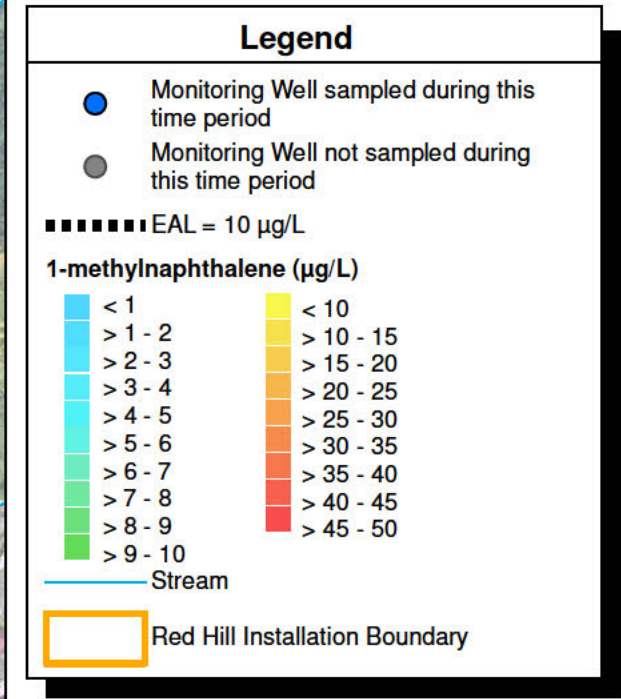 Legend
Monitoring Well sampled during this
time period
Monitoring Well not sampled during
this time period
EAL = 10 µg/L
1-methylnaphthalene (µg/L)
< 1
> 1 - 2
> 2 - 3
> 3 - 4
> 4 - 5
> 5 - 6
> 6 - 7
> 7 - 8
> 8 - 9
> 9 - 10
< 10
> 10 - 15
> 15 - 20
> 20 - 25
> 25 - 30
> 30 - 35
> 35 - 40
> 40 - 45
> 45 - 50
Stream
Red Hill Installation Boundary